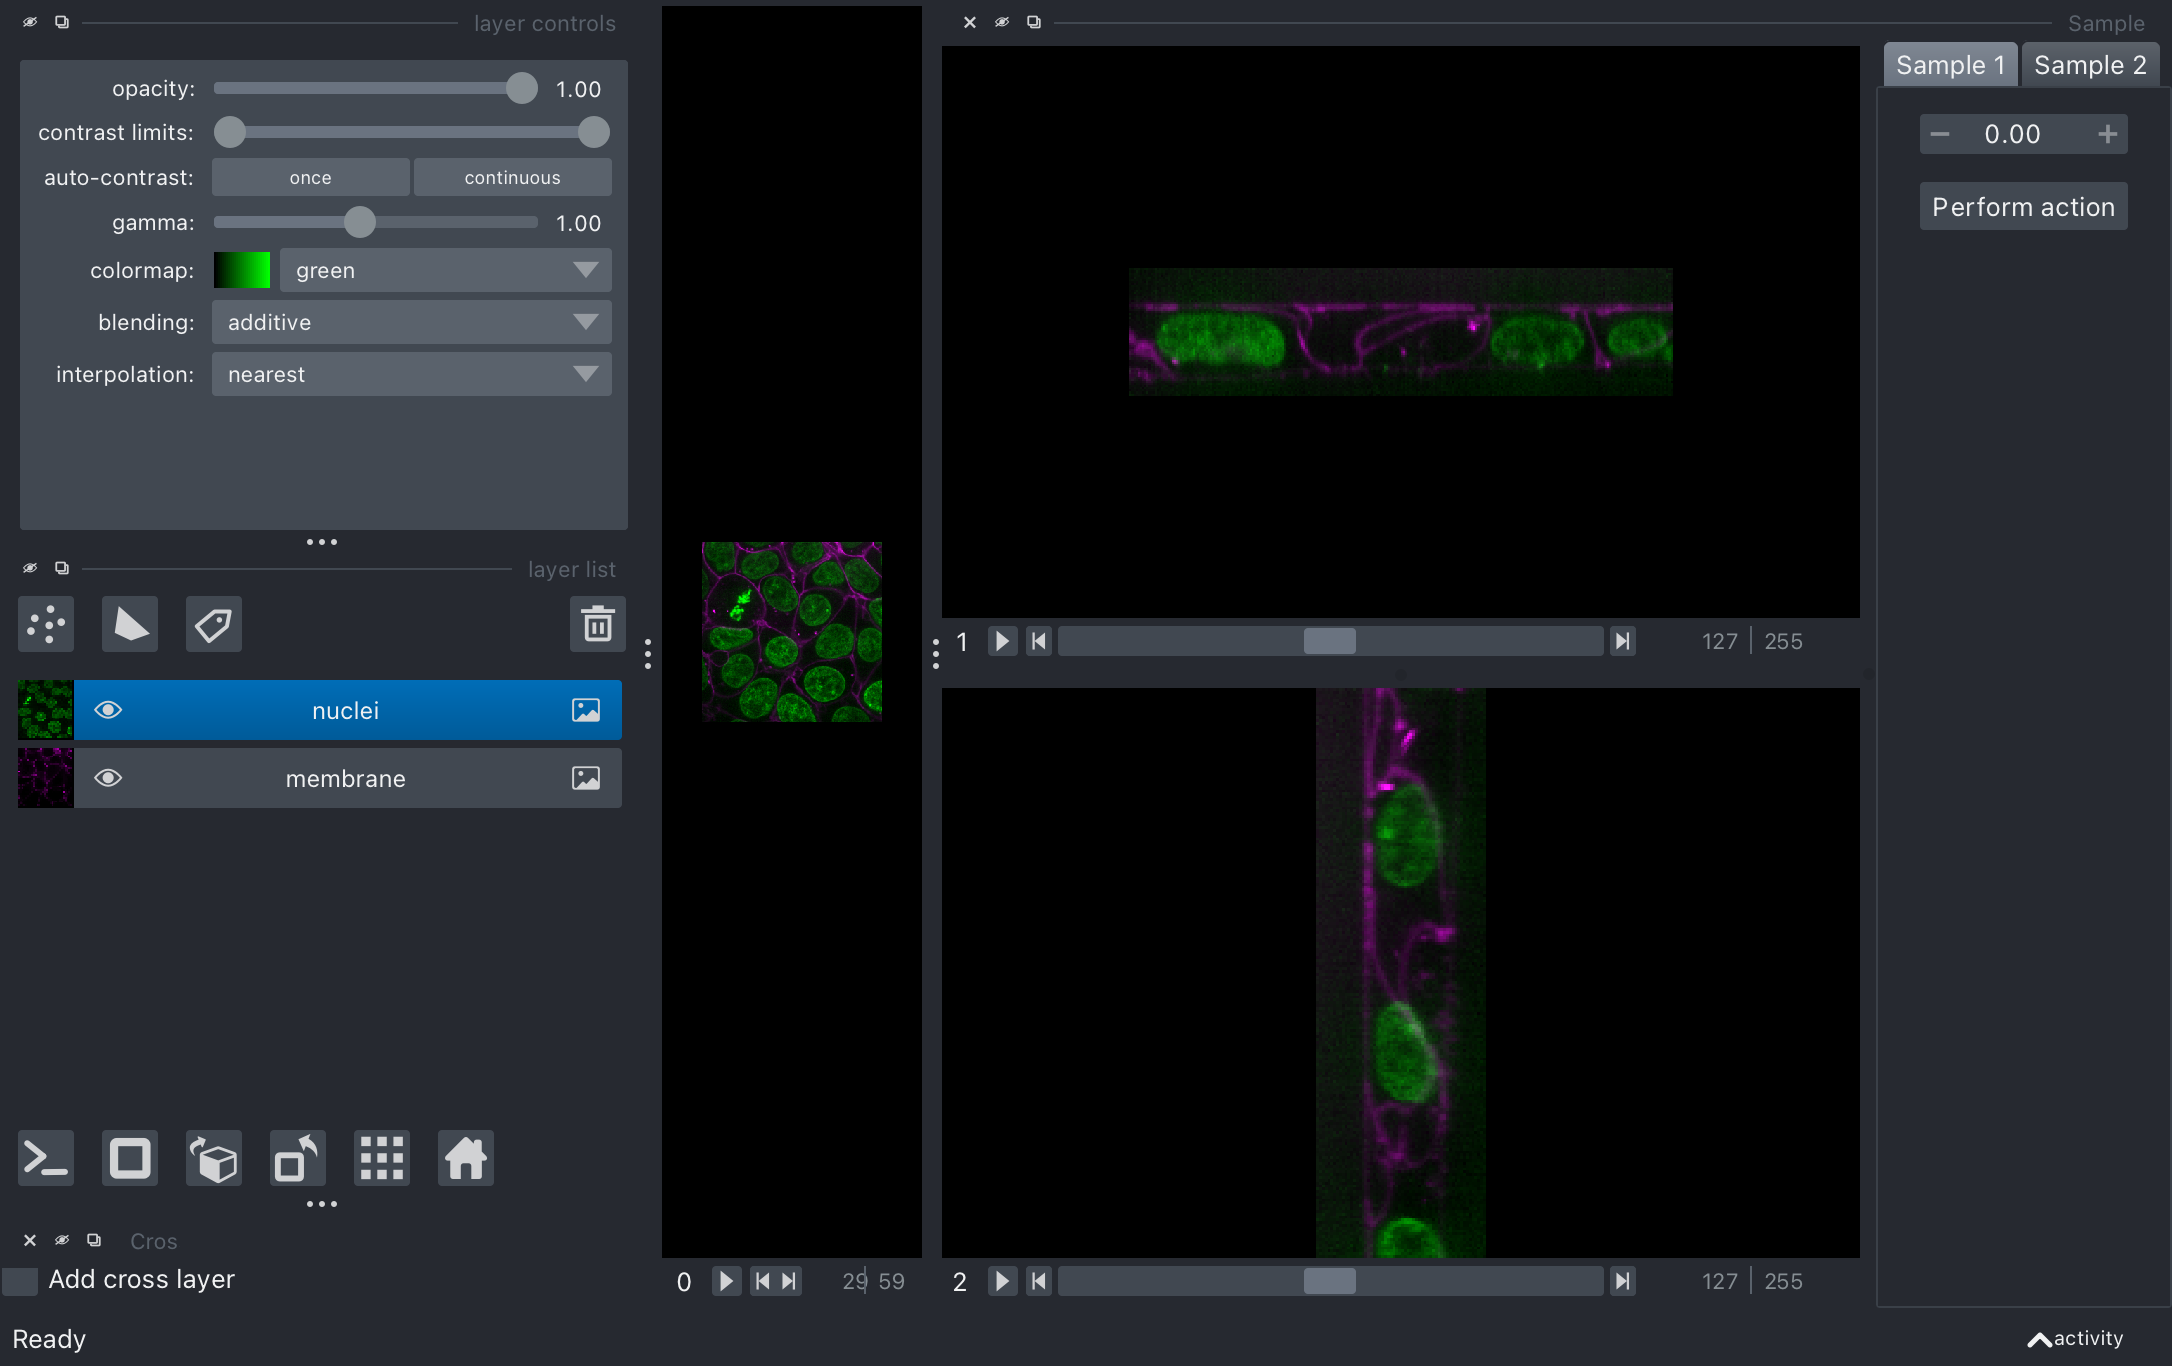 layer controls
opacity: 1.00
contrast limits:
auto-contrast: once continuous
gamma: 1.00
colormap: green
blending: additive
interpolation: nearest
layer list
nuclei
membrane
Cros
Add cross layer
Ready
0 29 59
1 127 255
2 127 255
Sample
Sample 1 Sample 2
− 0.00 +
Perform action
activity